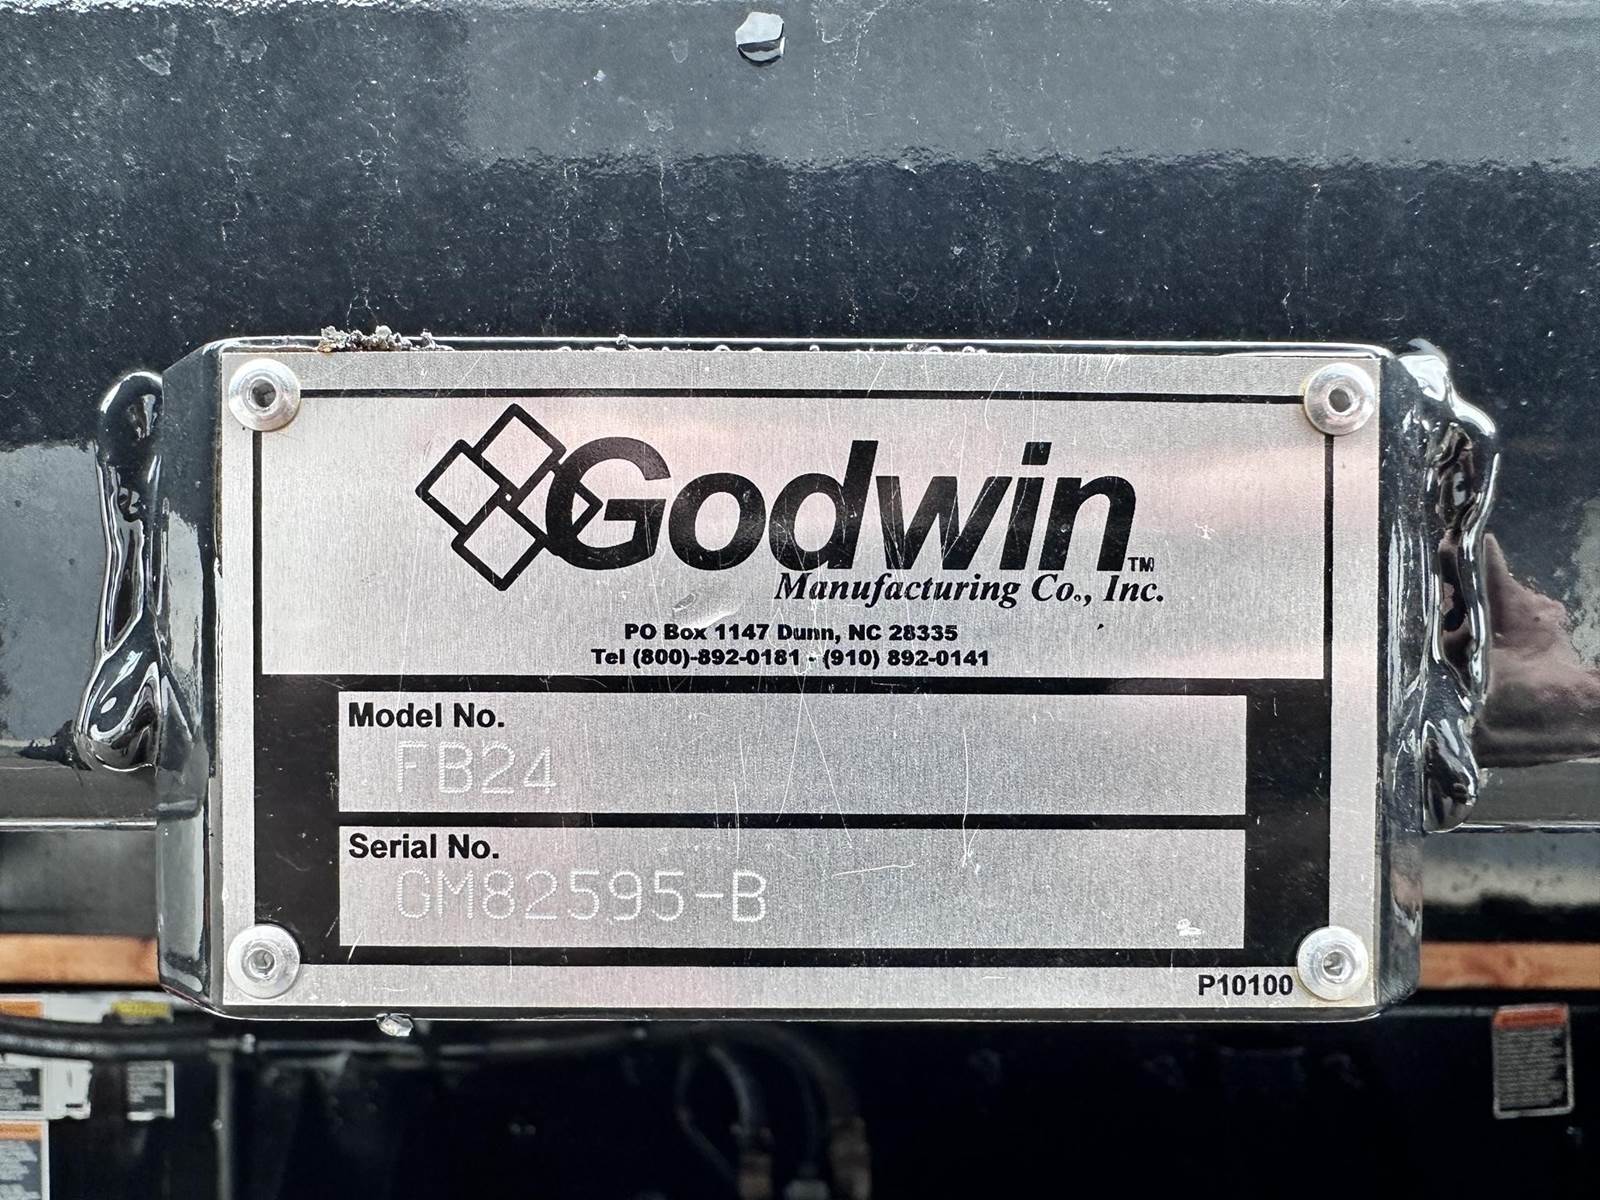 Godwin™
Manufacturing Co., Inc.
PO Box 1147 Dunn, NC 28335
Tel (800)-892-0181 - (910) 892-0141
Model No.
FB24
Serial No.
GM82595-B
P10100